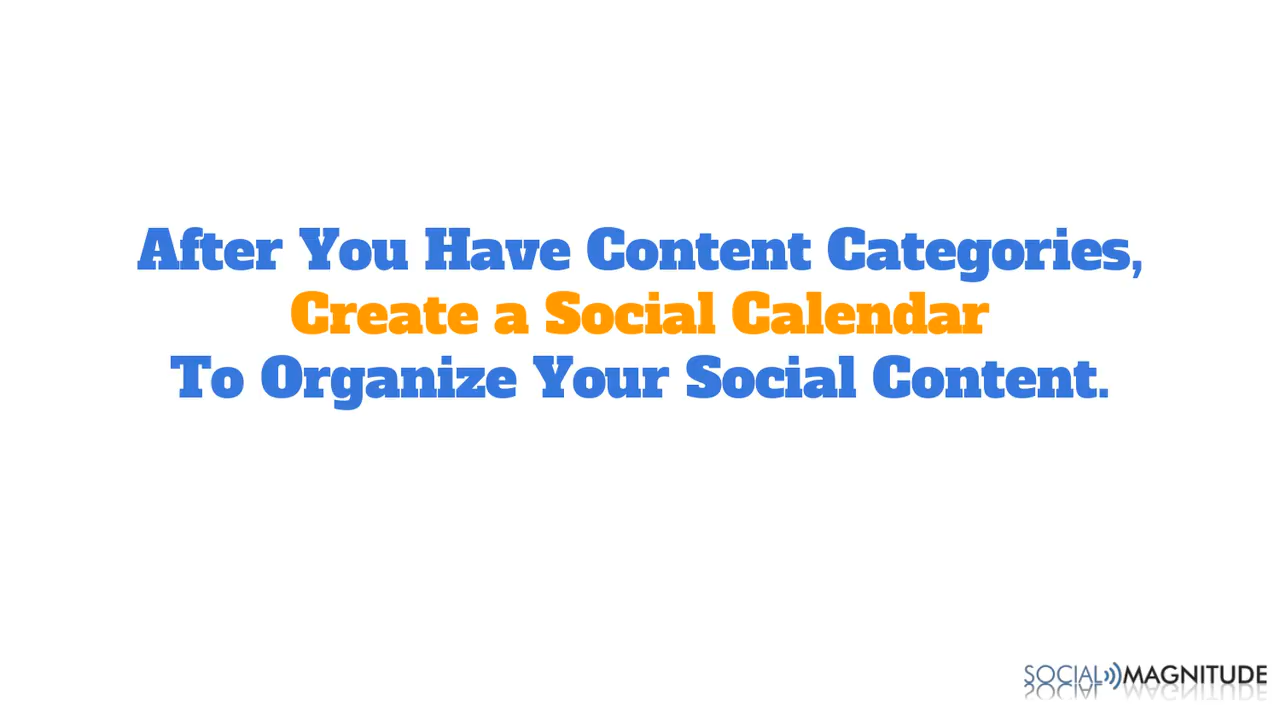 After You Have Content Categories,
Create a Social Calendar
To Organize Your Social Content.
SOCIAL MAGNITUDE